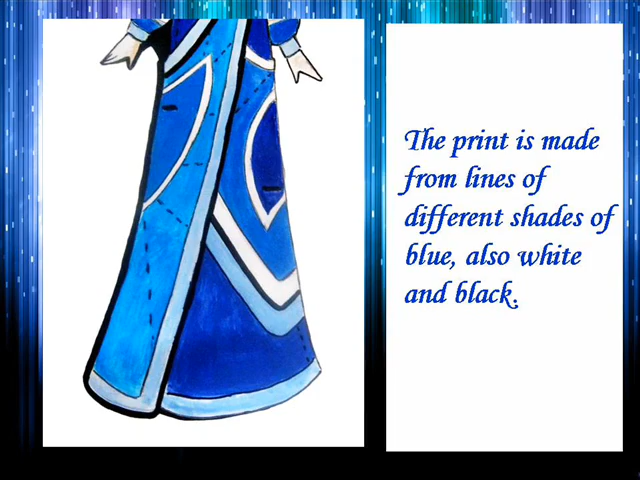 The print is made
from lines of
different shades of
blue, also white
and black.